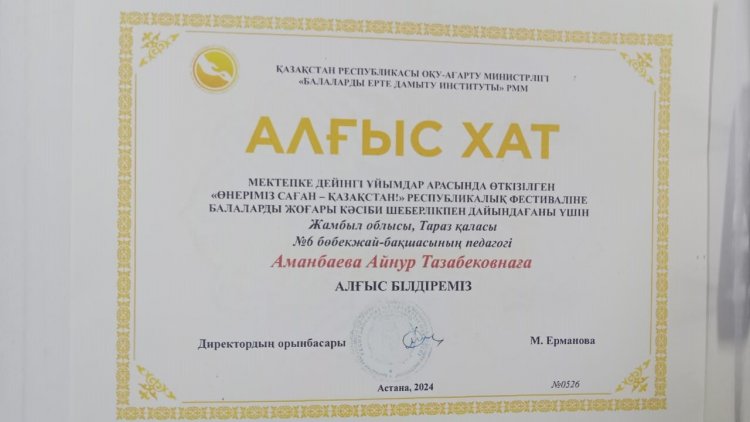 ҚАЗАҚСТАН РЕСПУБЛИКАСЫ ОҚУ-АҒАРТУ МИНИСТРЛІГІ
«БАЛАЛАРДЫ ЕРТЕ ДАМЫТУ ИНСТИТУТЫ» РММ
АЛҒЫС ХАТ
МЕКТЕПКЕ ДЕЙІНГІ ҰЙЫМДАР АРАСЫНДА ӨТКІЗІЛГЕН
«ӨНЕРІМІЗ САҒАН – ҚАЗАҚСТАН!» РЕСПУБЛИКАЛЫҚ ФЕСТИВАЛІНЕ
БАЛАЛАРДЫ ЖОҒАРЫ КӘСІБИ ШЕБЕРЛІКПЕН ДАЙЫНДАҒАНЫ ҮШІН
Жамбыл облысы, Тараз қаласы
№6 бөбекжай-бақшасының педагогі
Аманбаева Айнур Тазабековнаға
АЛҒЫС БІЛДІРЕМІЗ
Директордың орынбасары
М. Ерманова
Астана, 2024
№0526